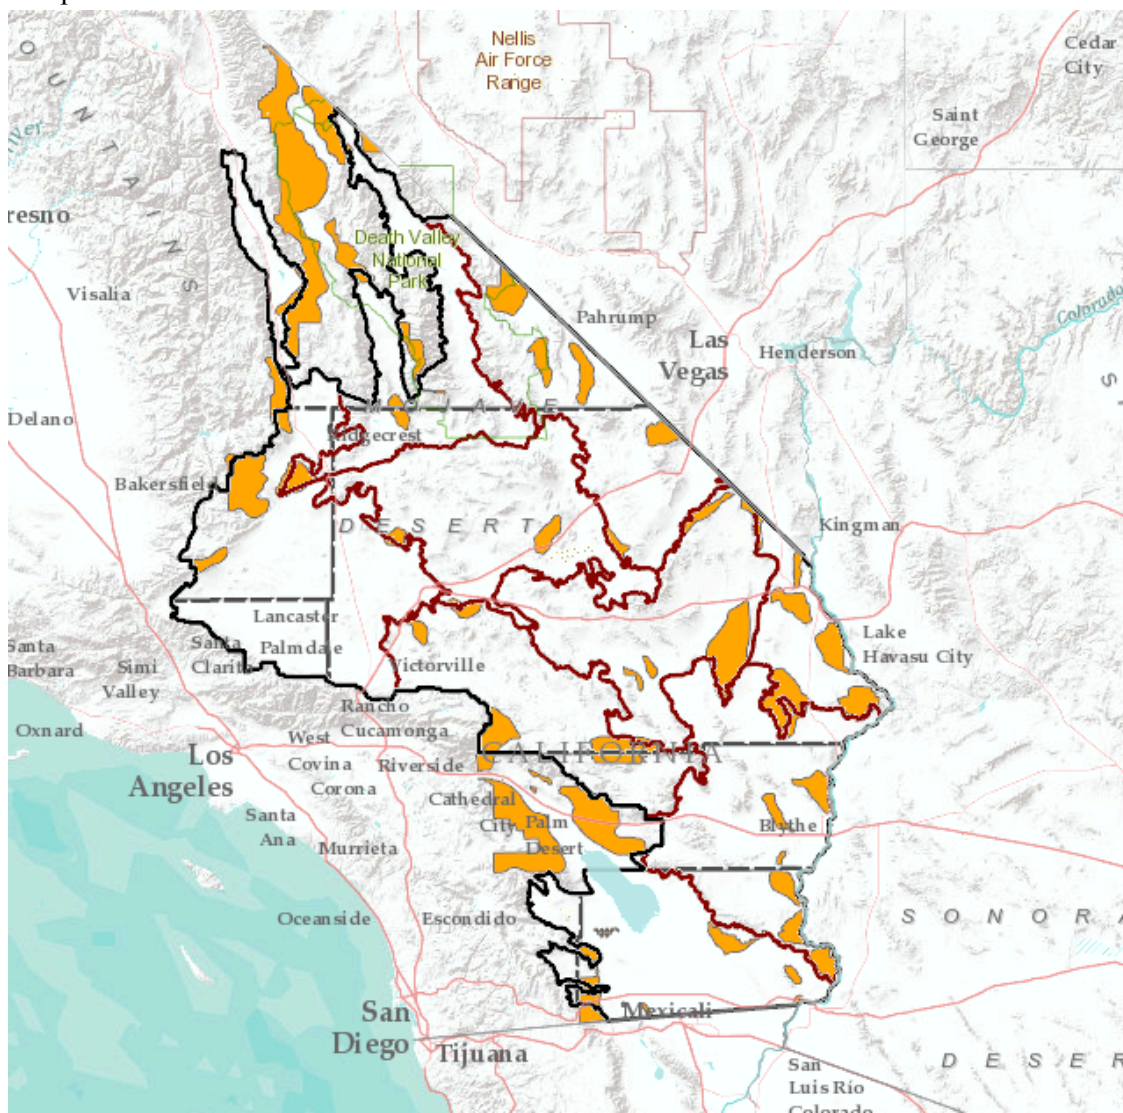 Nellis
Air Force
Range
Cedar
City
Saint
George
O U N T A I N S
resno
Death Valley
National
Park
Visalia
Pahrump
Colorado
Las
Vegas
Henderson
Delano
M O J A V E
Ridgecrest
Bakersfield
D E S E R T
Kingman
Lancaster
Santa
Barbara
Santa
Clarita
Palmdale
Simi
Valley
Victorville
Lake
Havasu City
Oxnard
Rancho
Cucamonga
Los
Angeles
West
Covina
Riverside
CALIFORNIA
Corona
Cathedral
City
Palm
Desert
Blythe
Santa
Ana
Murrieta
Oceanside
Escondido
S O N O R A
San
Diego
Mexicali
Tijuana
San
Luis Río
Colorado
D E S E R